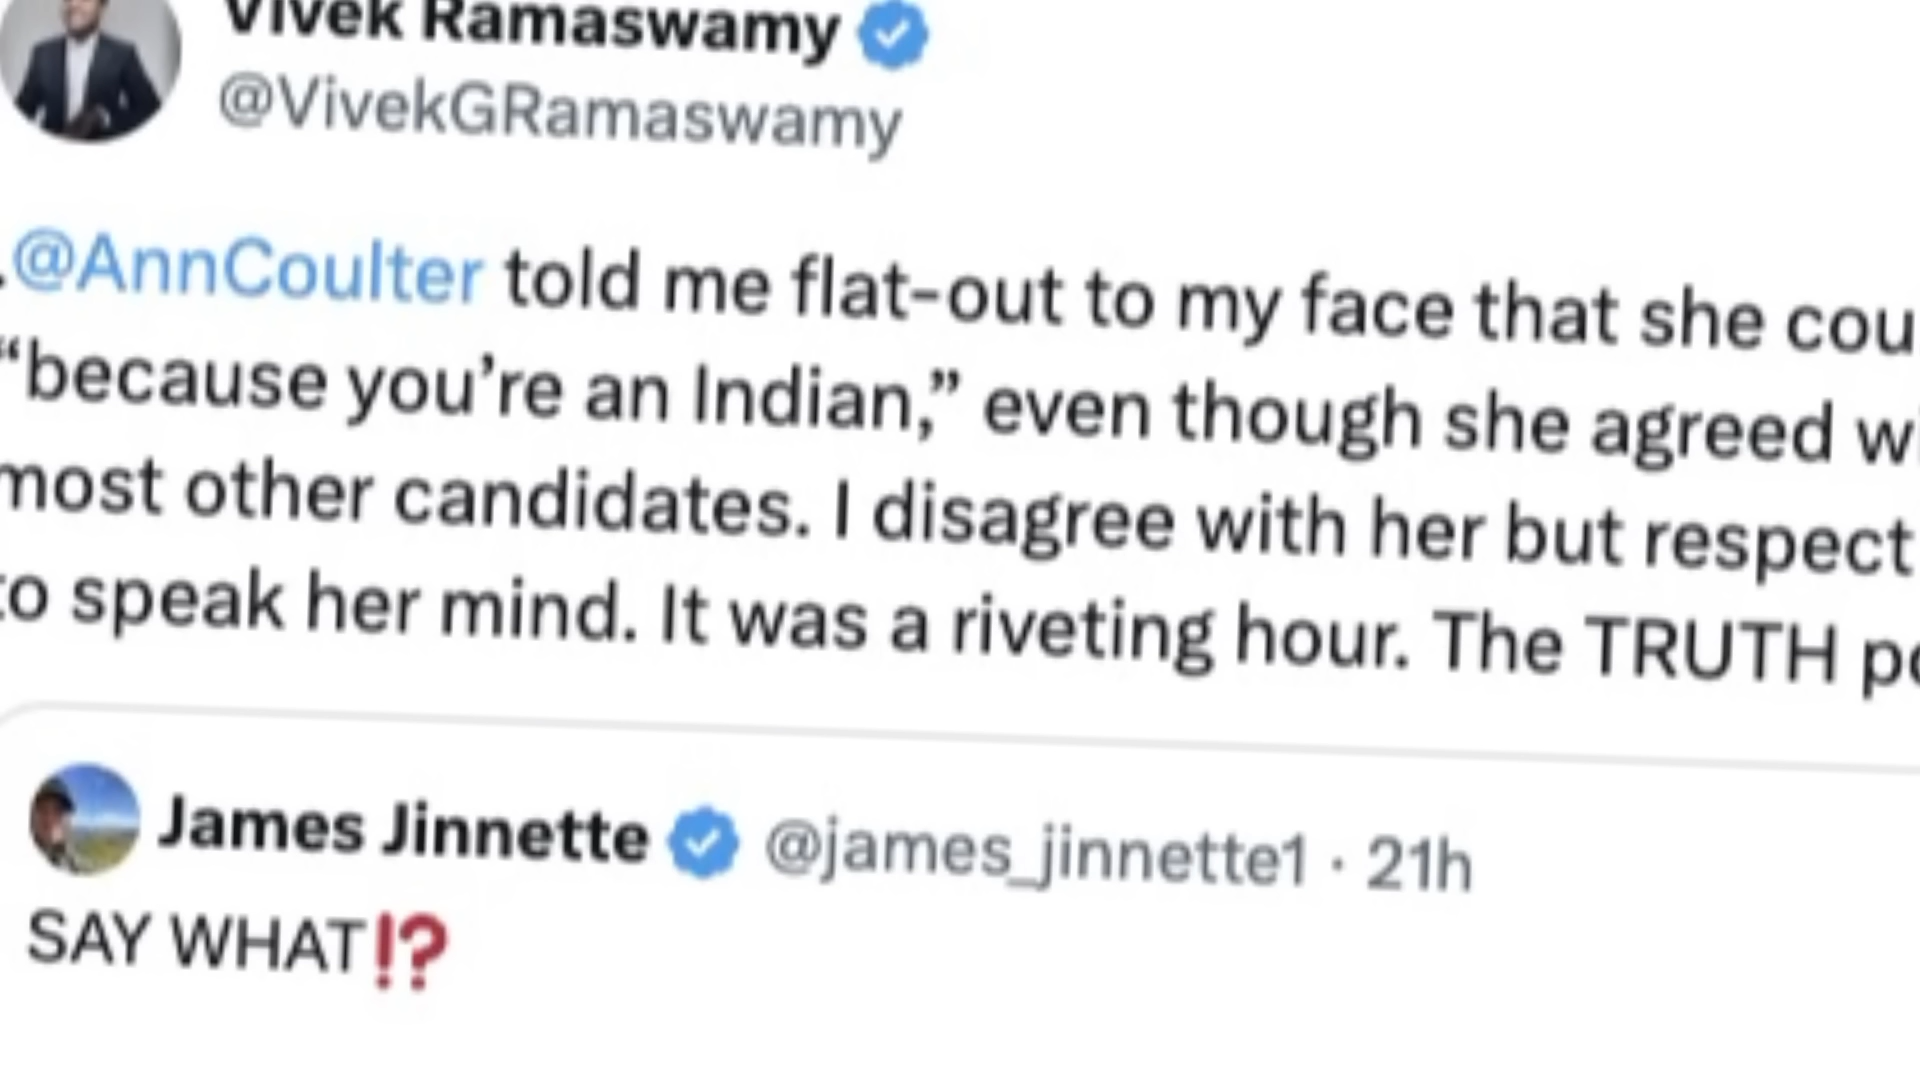 Vivek Ramaswamy
@VivekGRamaswamy
.@AnnCoulter told me flat-out to my face that she cou
“because you’re an Indian,” even though she agreed wi
most other candidates. I disagree with her but respect
to speak her mind. It was a riveting hour. The TRUTH po
James Jinnette @james_jinnette1 · 21h
SAY WHAT⁉️